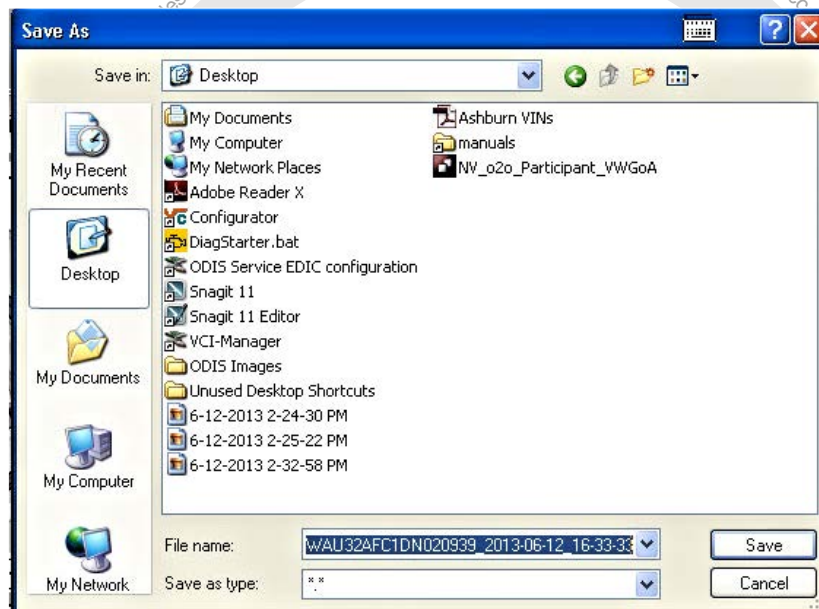 Save As
Save in:
Desktop
My Recent
Documents
Desktop
My Documents
My Computer
My Network
My Documents
My Computer
My Network Places
Adobe Reader X
Configurator
DiagStarter.bat
ODIS Service EDIC configuration
Snagit 11
Snagit 11 Editor
VCI-Manager
ODIS Images
Unused Desktop Shortcuts
6-12-2013 2-24-30 PM
6-12-2013 2-25-22 PM
6-12-2013 2-32-58 PM
Ashburn VINs
manuals
NV_o2o_Participant_VWGoA
File name:
WAU32AFC1DN020939_2013-06-12_16-33-33
Save
Save as type:
*.*
Cancel